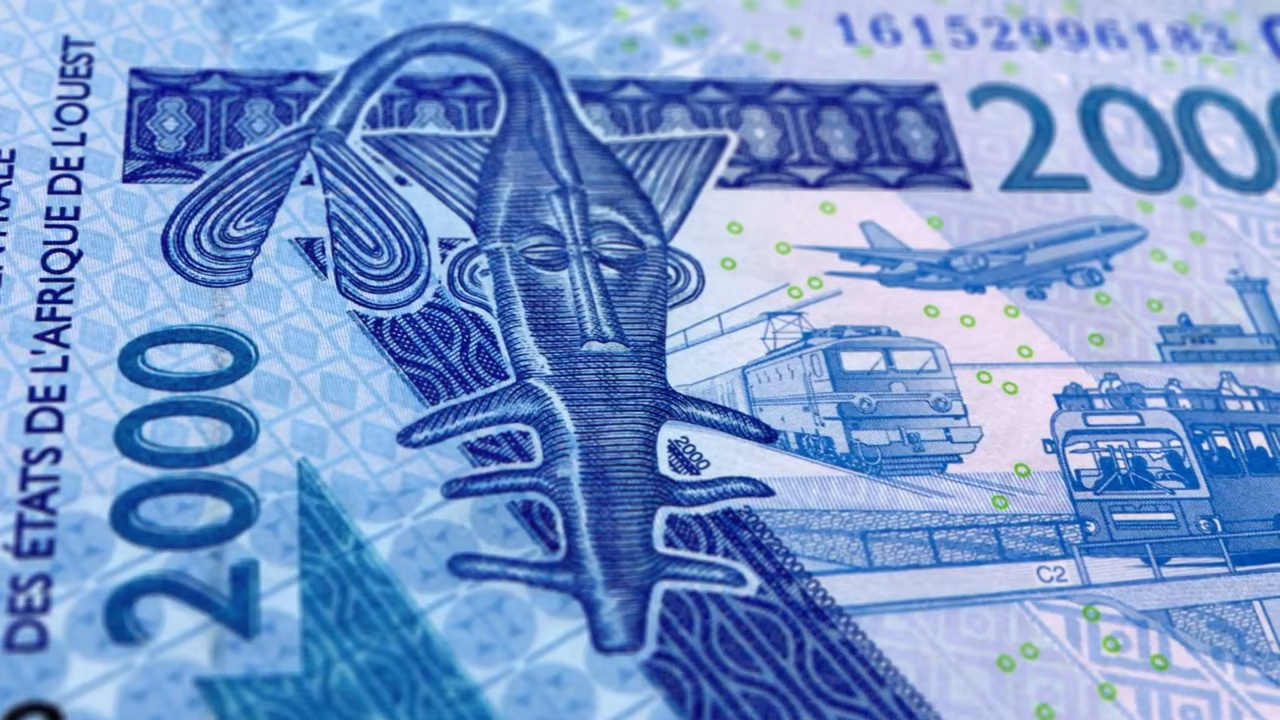 16152996183
2000
DES ÉTATS DE L'AFRIQUE DE L'OUEST
2000
2000
C2